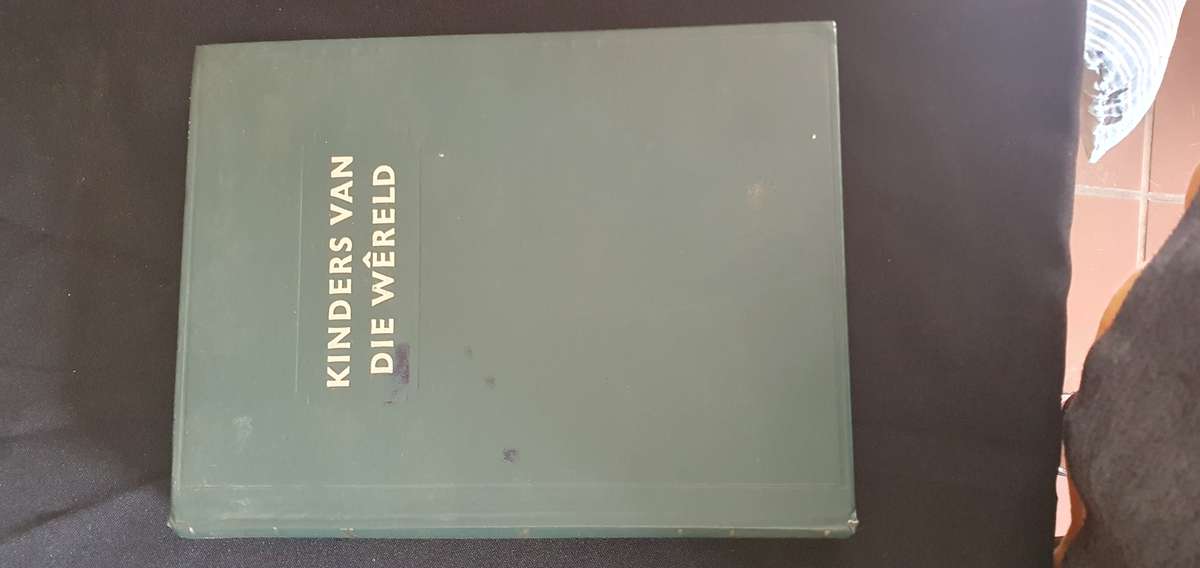 KINDERS VAN
DIE WÊRELD